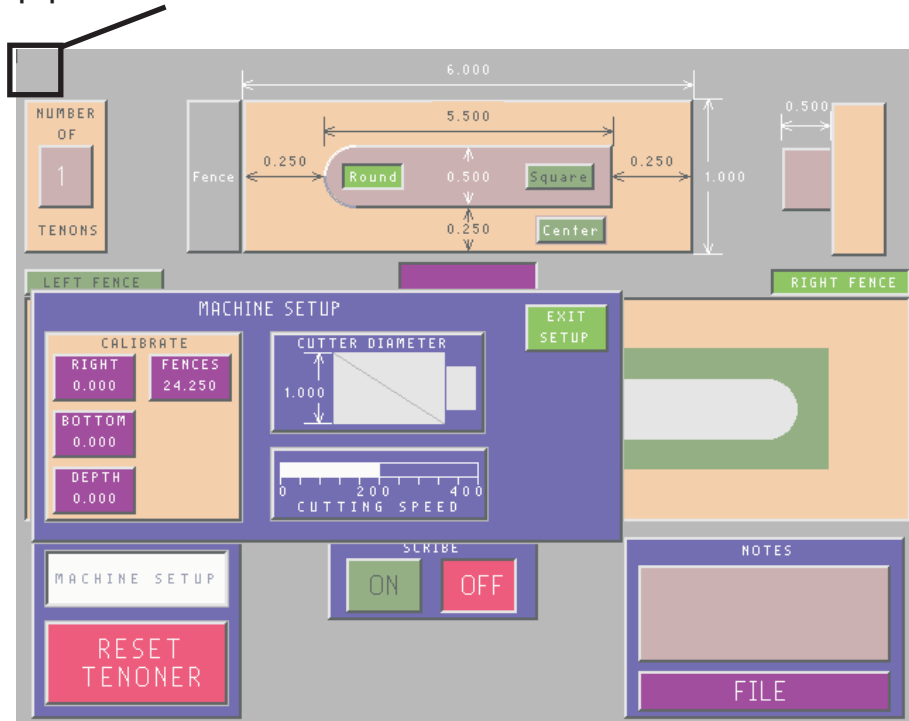 6.000
NUMBER
OF
1
TENONS
Fence
5.500
0.250
Round
0.500
Square
0.250
0.250
Center
1.000
0.500
LEFT FENCE
RIGHT FENCE
MACHINE SETUP
EXIT
SETUP
CALIBRATE
RIGHT
0.000
FENCES
24.250
BOTTOM
0.000
DEPTH
0.000
CUTTER DIAMETER
1.000
0 200 400
CUTTING SPEED
MACHINE SETUP
RESET
TENONER
SCRIBE
ON
OFF
NOTES
FILE